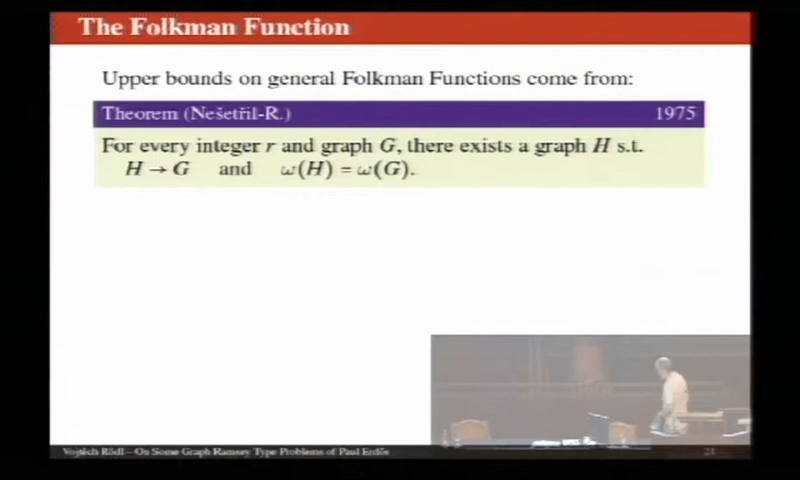 The Folkman Function
Upper bounds on general Folkman Functions come from:
Theorem (Nešetřil-R.) 1975
For every integer r and graph G, there exists a graph H s.t.
H → G and ω(H) = ω(G).
Vojtěch Rödl – On Some Graph Ramsey Type Problems of Paul Erdős